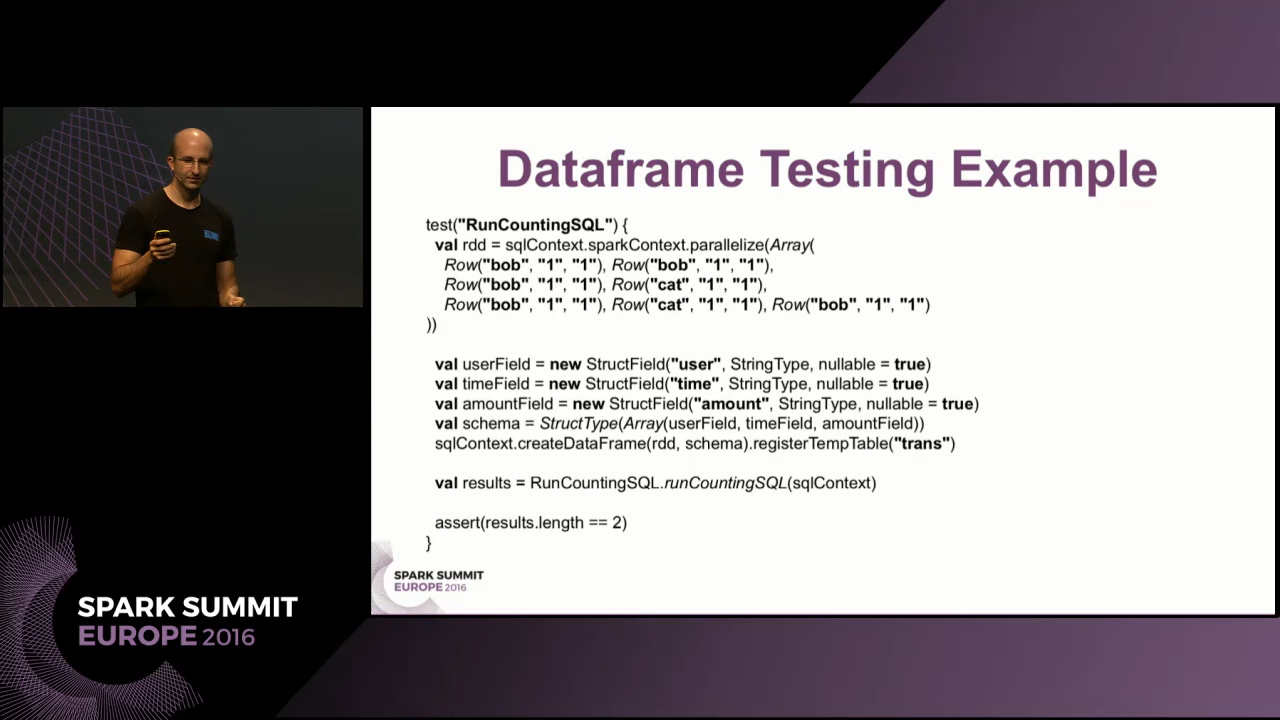 Dataframe Testing Example
test("RunCountingSQL") {
val rdd = sqlContext.sparkContext.parallelize(Array(
Row("bob", "1", "1"), Row("bob", "1", "1"),
Row("bob", "1", "1"), Row("cat", "1", "1"),
Row("bob", "1", "1"), Row("cat", "1", "1"), Row("bob", "1", "1")
))
val userField = new StructField("user", StringType, nullable = true)
val timeField = new StructField("time", StringType, nullable = true)
val amountField = new StructField("amount", StringType, nullable = true)
val schema = StructType(Array(userField, timeField, amountField))
sqlContext.createDataFrame(rdd, schema).registerTempTable("trans")
val results = RunCountingSQL.runCountingSQL(sqlContext)
assert(results.length == 2)
}
SPARK SUMMIT
EUROPE 2016
SPARK SUMMIT
EUROPE 2016